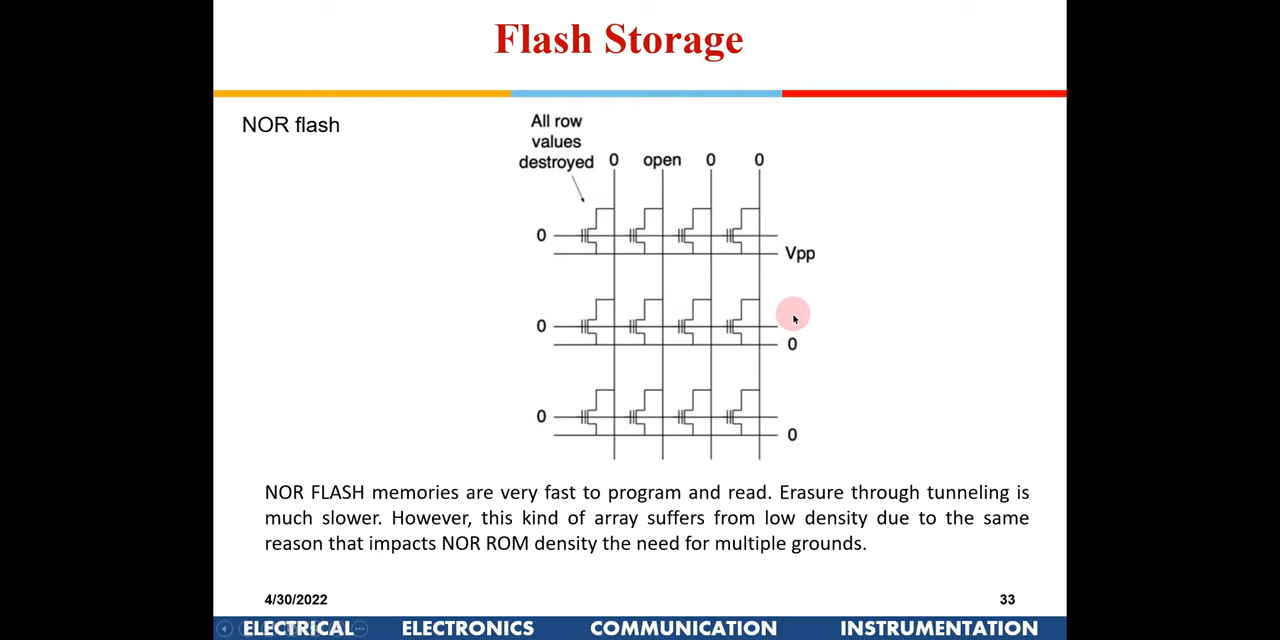 Flash Storage
NOR flash
All row
values
destroyed
0 open 0 0
0
Vpp
0
0
0
0
NOR FLASH memories are very fast to program and read. Erasure through tunneling is
much slower. However, this kind of array suffers from low density due to the same
reason that impacts NOR ROM density the need for multiple grounds.
4/30/2022
33
ELECTRICAL ELECTRONICS COMMUNICATION INSTRUMENTATION